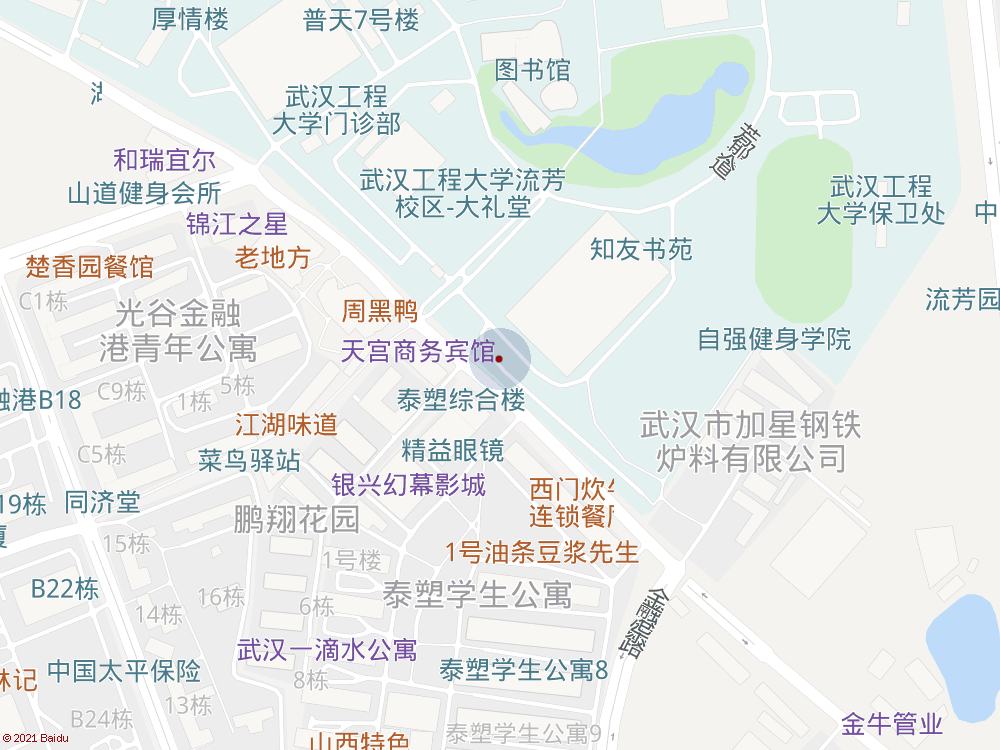 厚情楼
普天7号楼
图书馆
武汉工程
大学门诊部
芳都道
和瑞宜尔
山道健身会所
武汉工程大学流芳
校区-大礼堂
武汉工程
大学保卫处
中
锦江之星
老地方
知友书苑
楚香园餐馆
C1栋
光谷金融
港青年公寓
周黑鸭
流芳园
天宫商务宾馆
自强健身学院
C9栋
5栋
1栋
融港B18
泰塑综合楼
江湖味道
武汉市加星钢铁
炉料有限公司
C5栋
菜鸟驿站
精益眼镜
银兴幻幕影城
西门炊
连锁餐厅
19栋
同济堂
鹏翔花园
15栋
1号楼
1号油条豆浆先生
B22栋
16栋
6栋
泰塑学生公寓
14栋
金融港路
武汉一滴水公寓
中国太平保险
8栋
泰塑学生公寓8
林记
13栋
B24栋
泰塑学生公寓9
金牛管业
山西特色
© 2021 Baidu